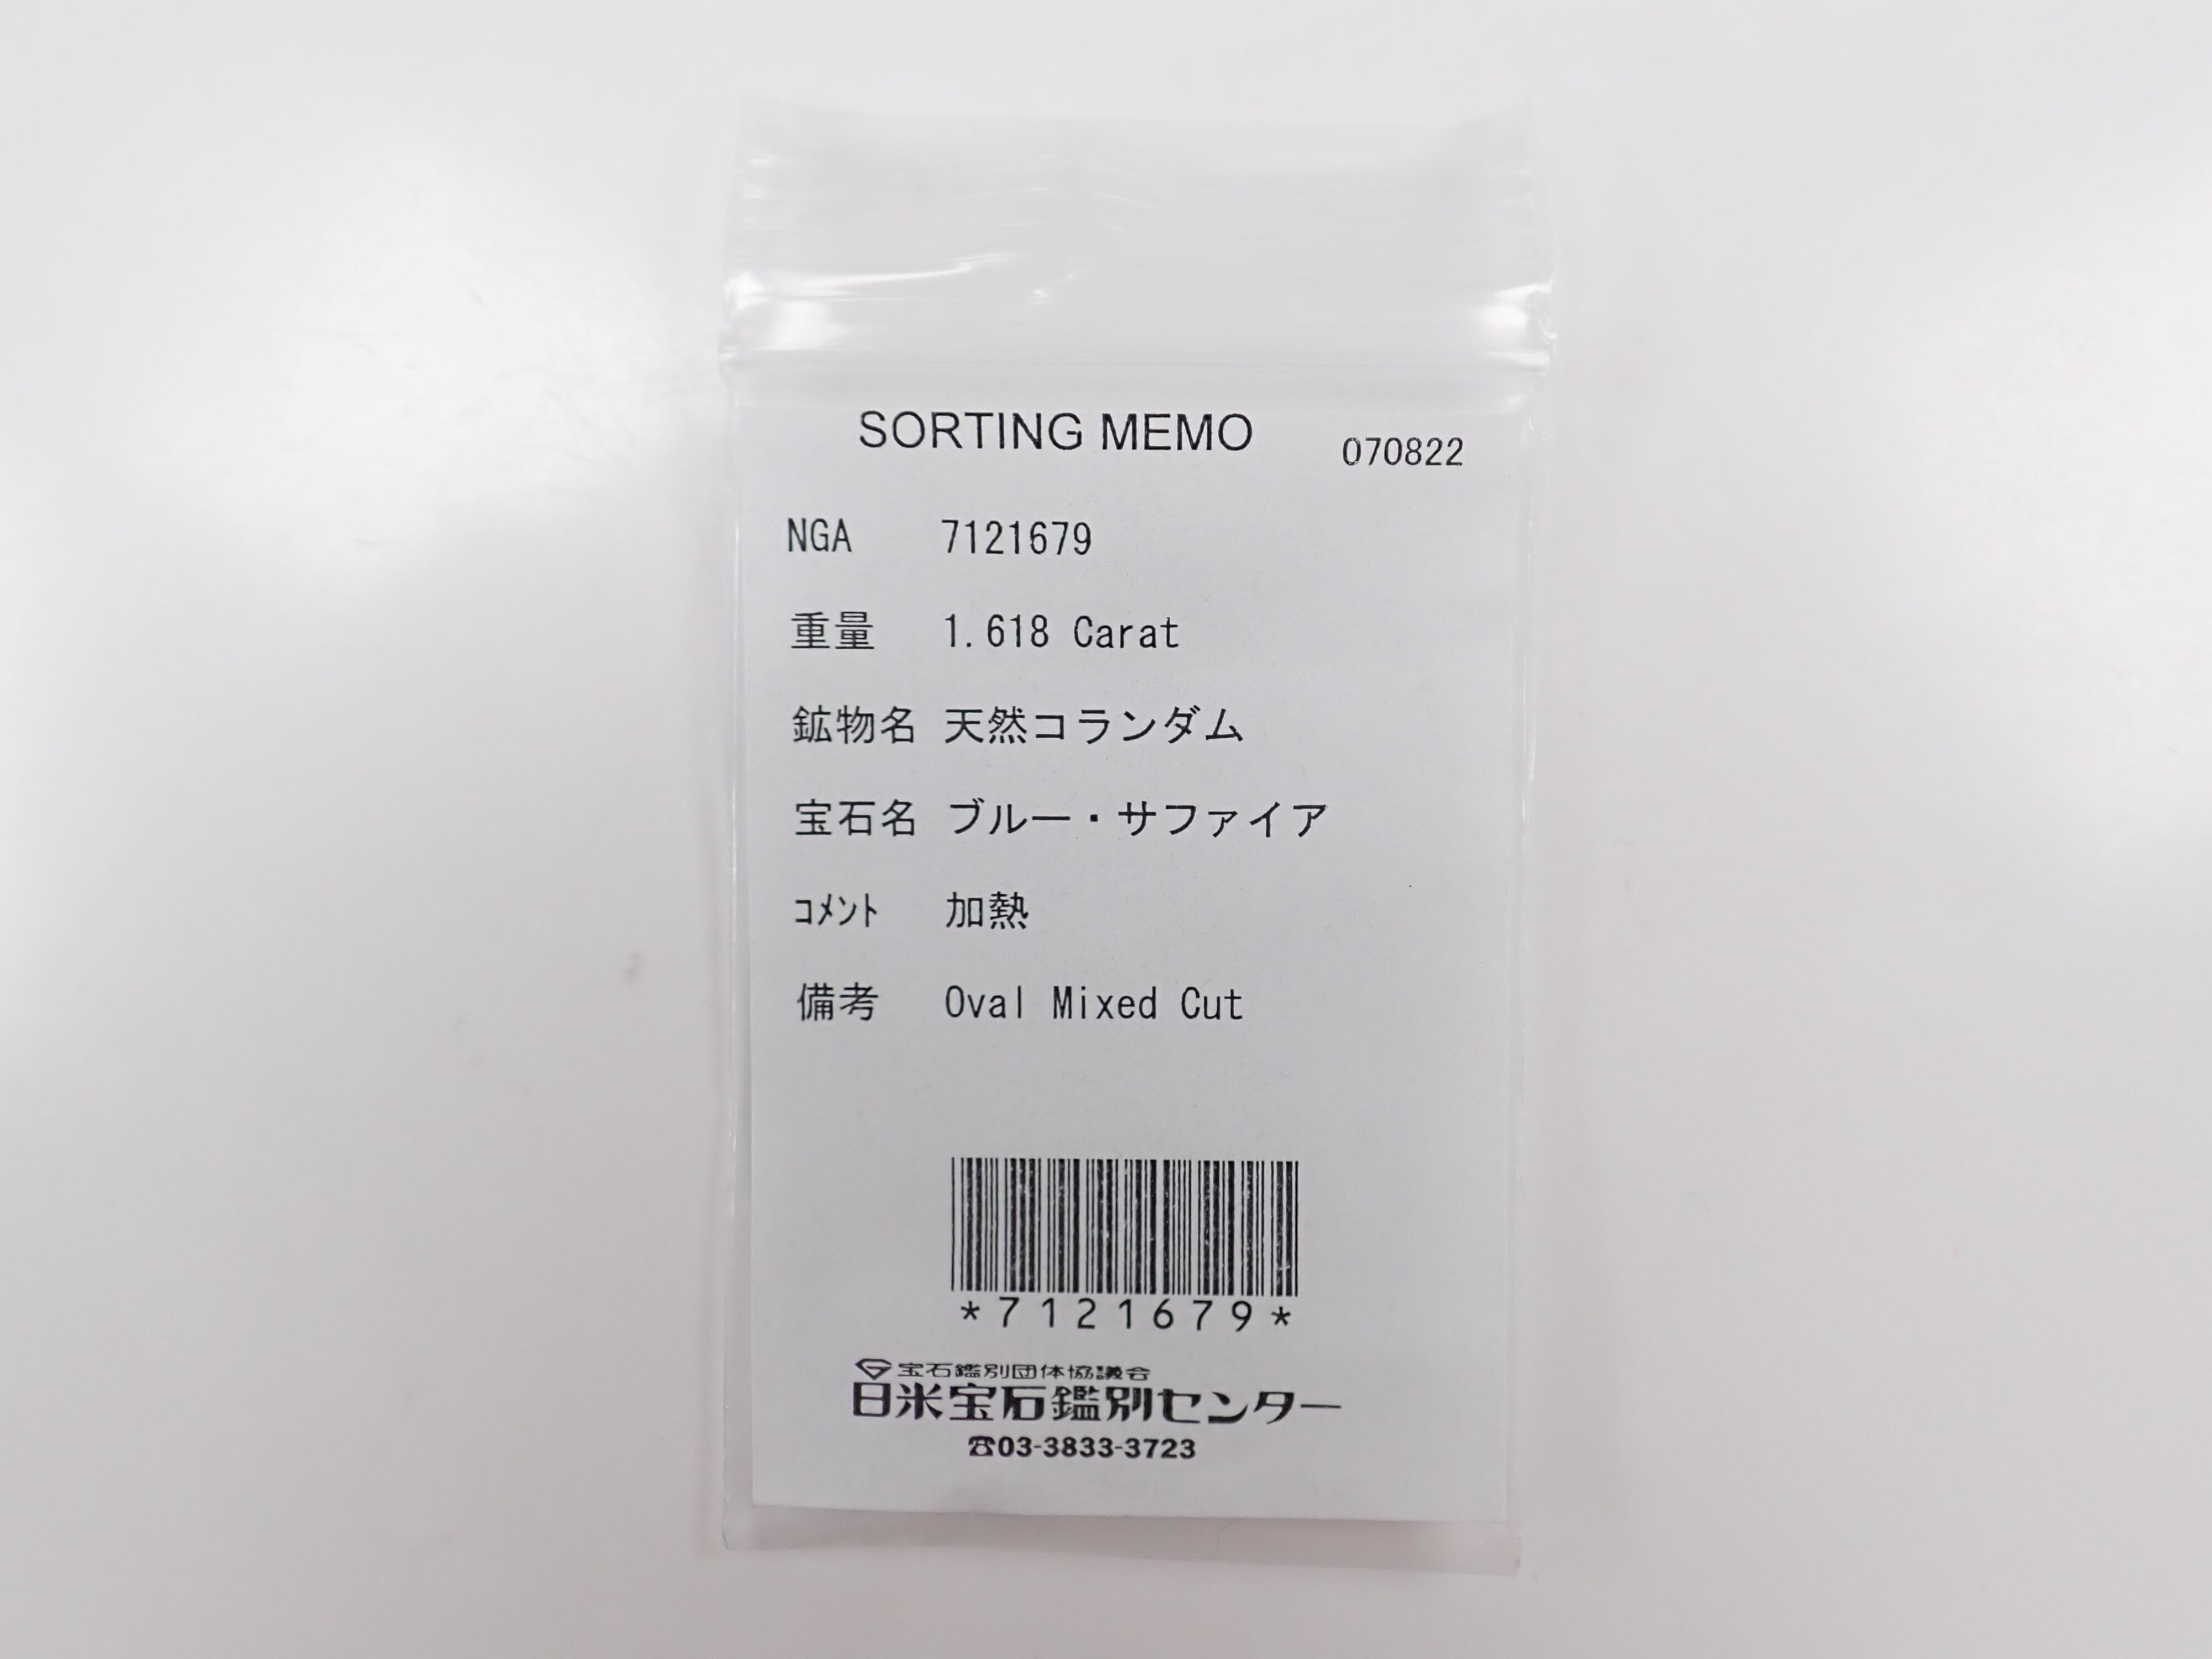 SORTING MEMO 070822
NGA 7121679
重量 1.618 Carat
鉱物名 天然コランダム
宝石名 ブルー・サファイア
ｺﾒﾝﾄ 加熱
備考 Oval Mixed Cut
*7121679*
宝石鑑別団体協議会
日米宝石鑑別センター
☎03-3833-3723